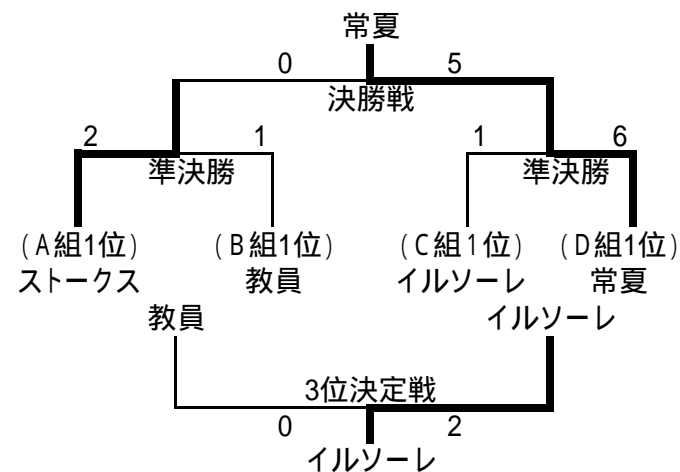 常夏
0 5
決勝戦
2 1 1 6
準決勝 準決勝
(A組1位) (B組1位) (C組1位) (D組1位)
ストークス 教員 イルソーレ 常夏
教員 イルソーレ
3位決定戦
0 2
イルソーレ